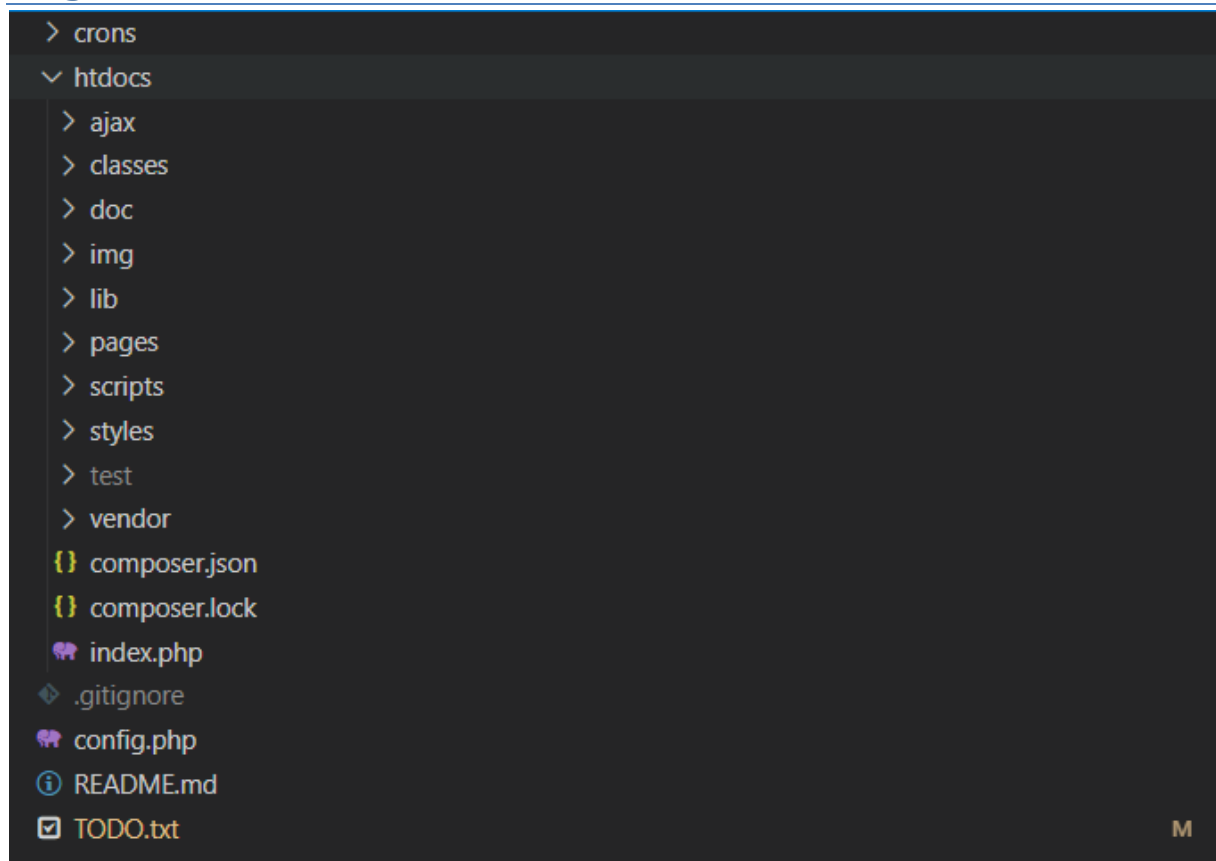 crons
htdocs
ajax
classes
doc
img
lib
pages
scripts
styles
test
vendor
{} composer.json
{} composer.lock
index.php
.gitignore
config.php
README.md
TODO.txt M